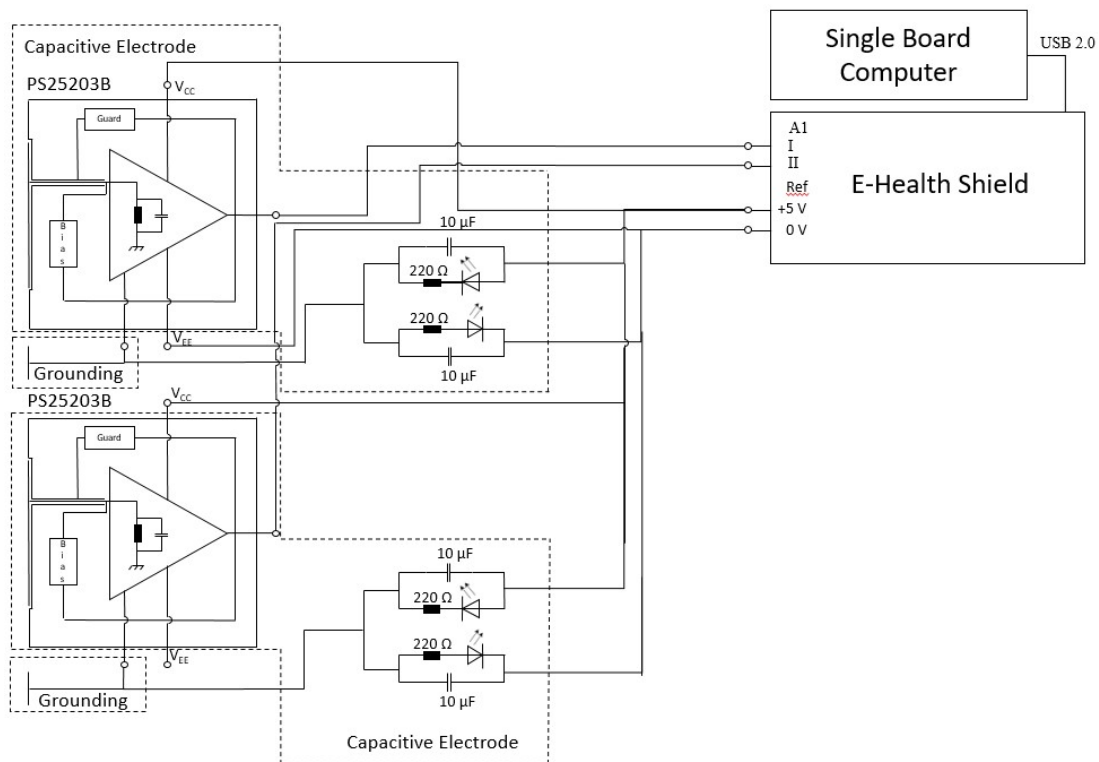 Capacitive Electrode
PS25203B
VCC
Guard
Bias
VEE
Grounding
10 µF
220 Ω
220 Ω
10 µF
Single Board
Computer
USB 2.0
A1
I
II
Ref
+5 V
0 V
E-Health Shield
PS25203B
VCC
Guard
Bias
VEE
Grounding
10 µF
220 Ω
220 Ω
10 µF
Capacitive Electrode